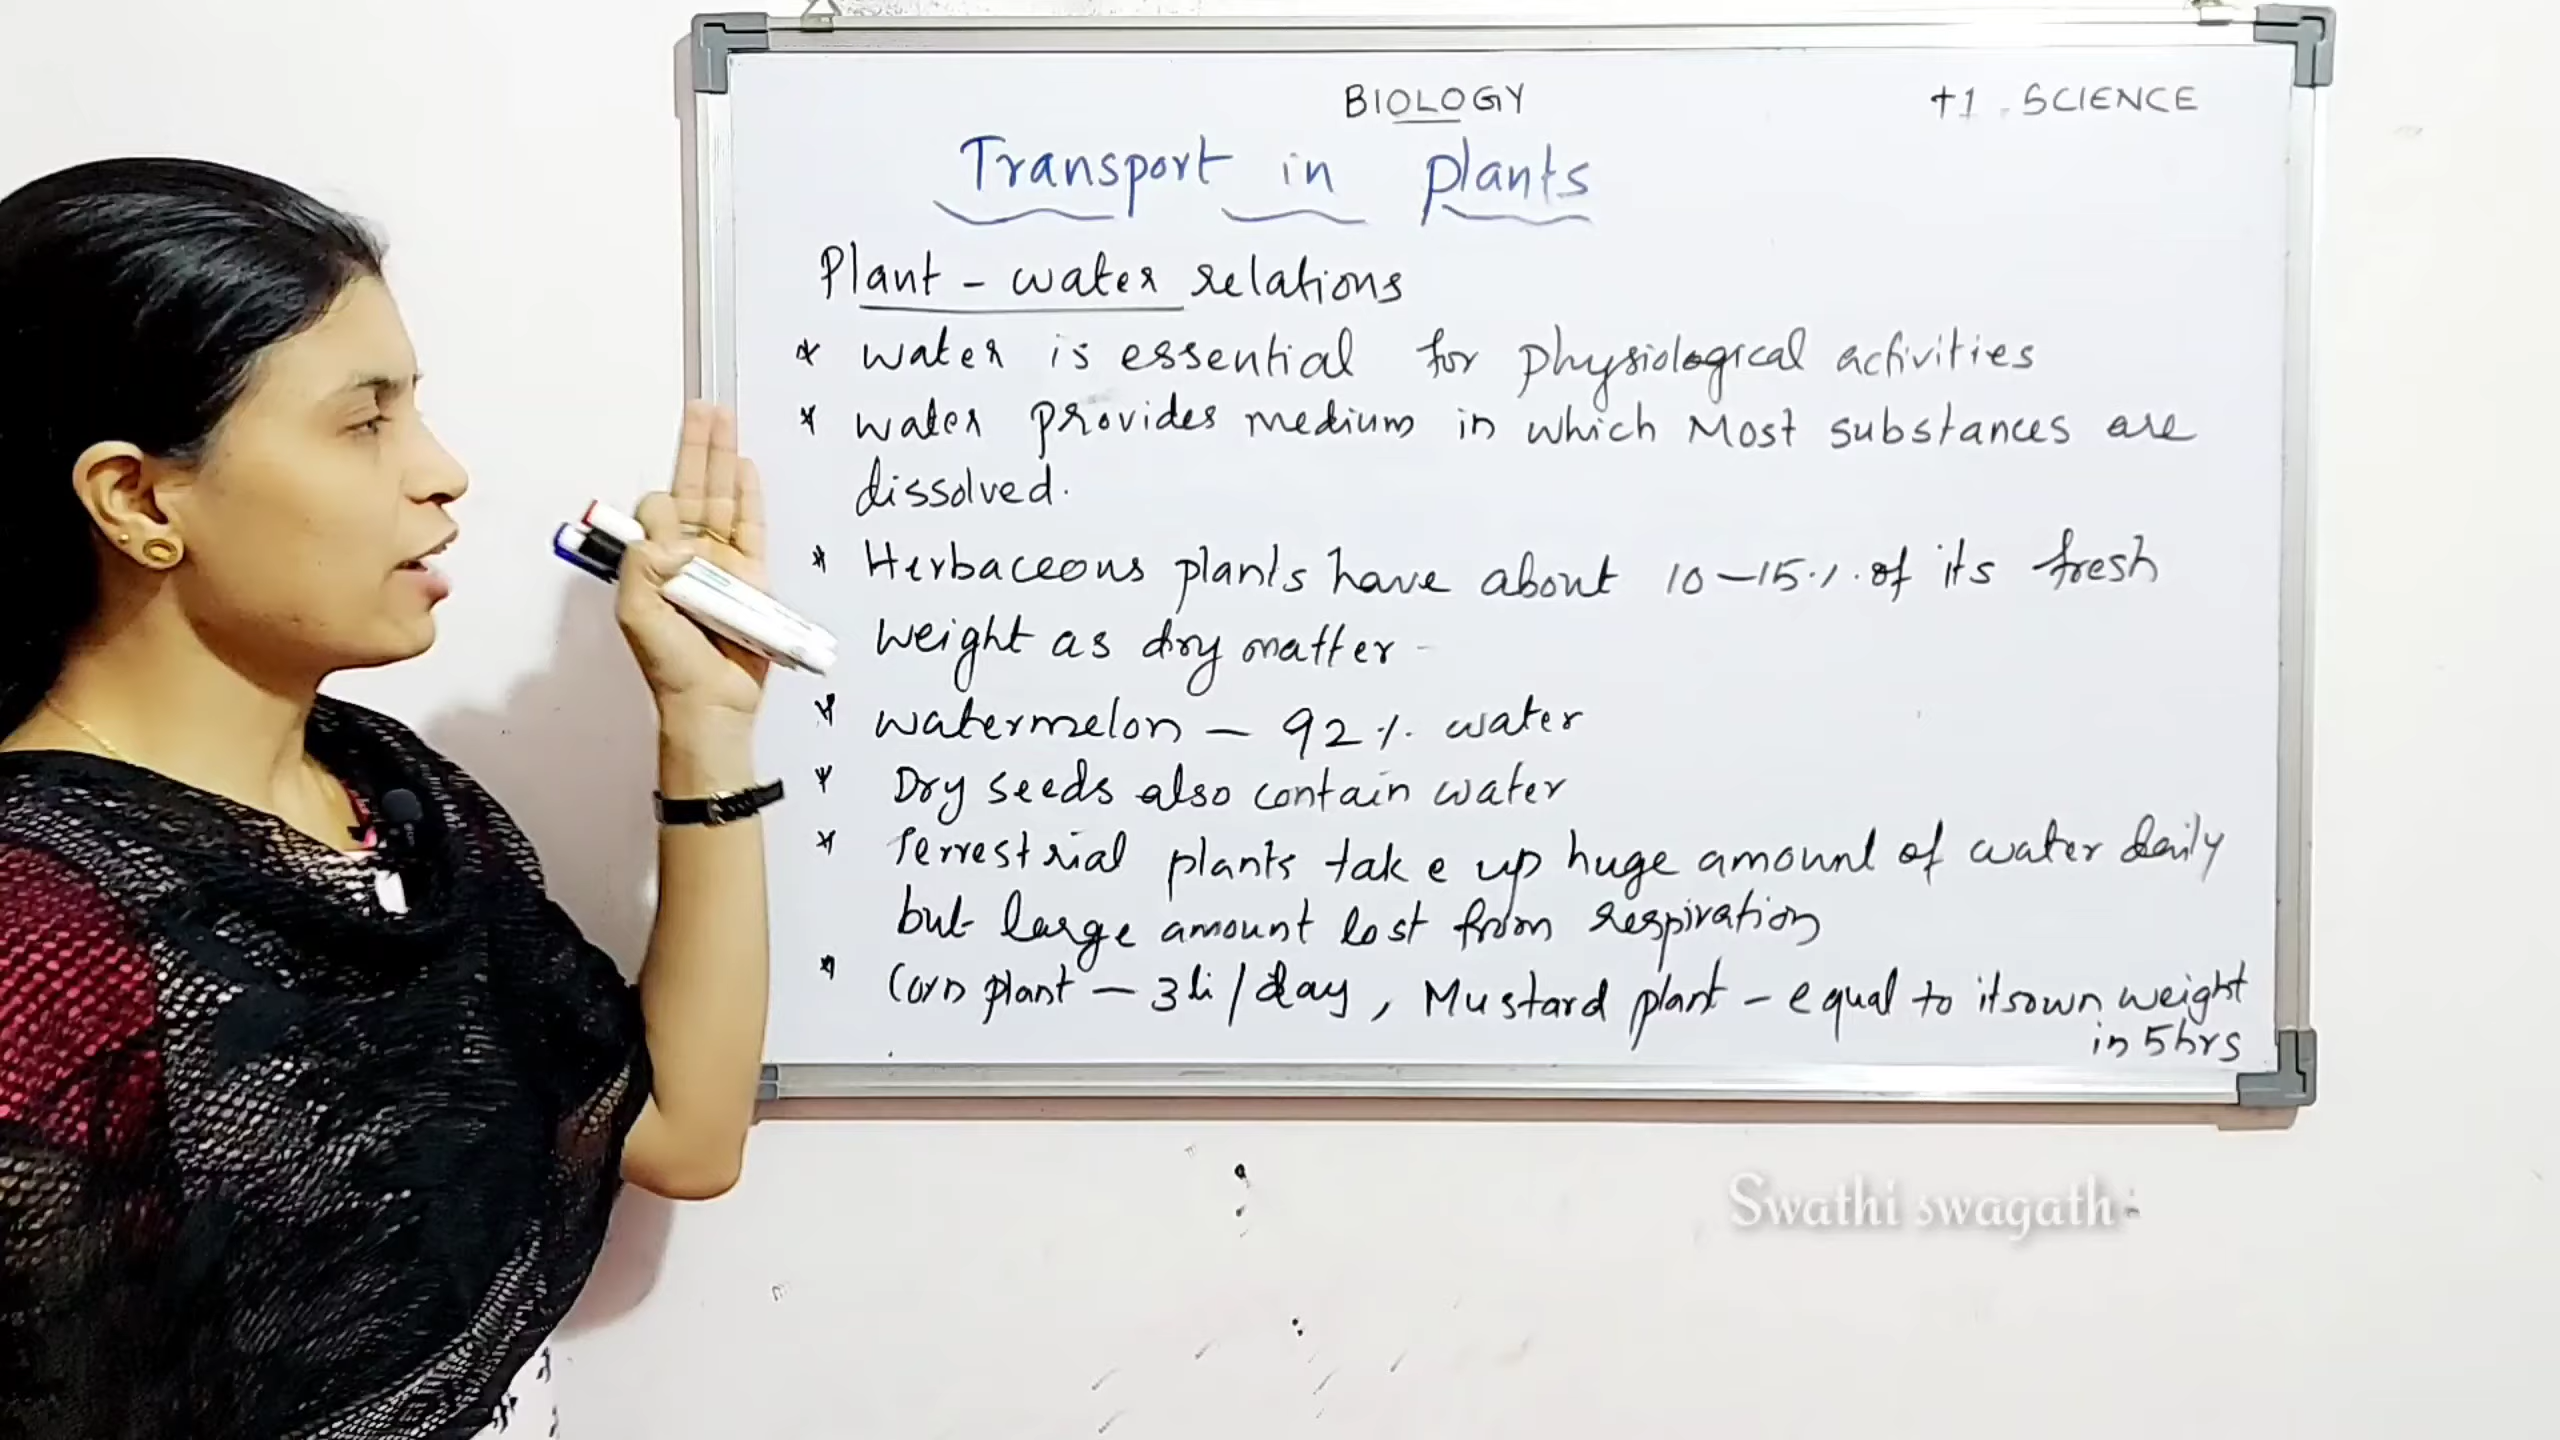 BIOLOGY
+1 SCIENCE
Transport in plants
Plant - water relations
* water is essential for physiological activities
* water provides medium in which Most substances are
dissolved.
* Herbaceous plants have about 10-15% of its fresh
weight as dry matter
* watermelon - 92% water
* Dry seeds also contain water
* Terrestrial plants take up huge amount of water daily
but large amount lost from respiration
* Corn plant - 3li/day, Mustard plant - equal to its own weight
in 5hrs
Swathi swagath